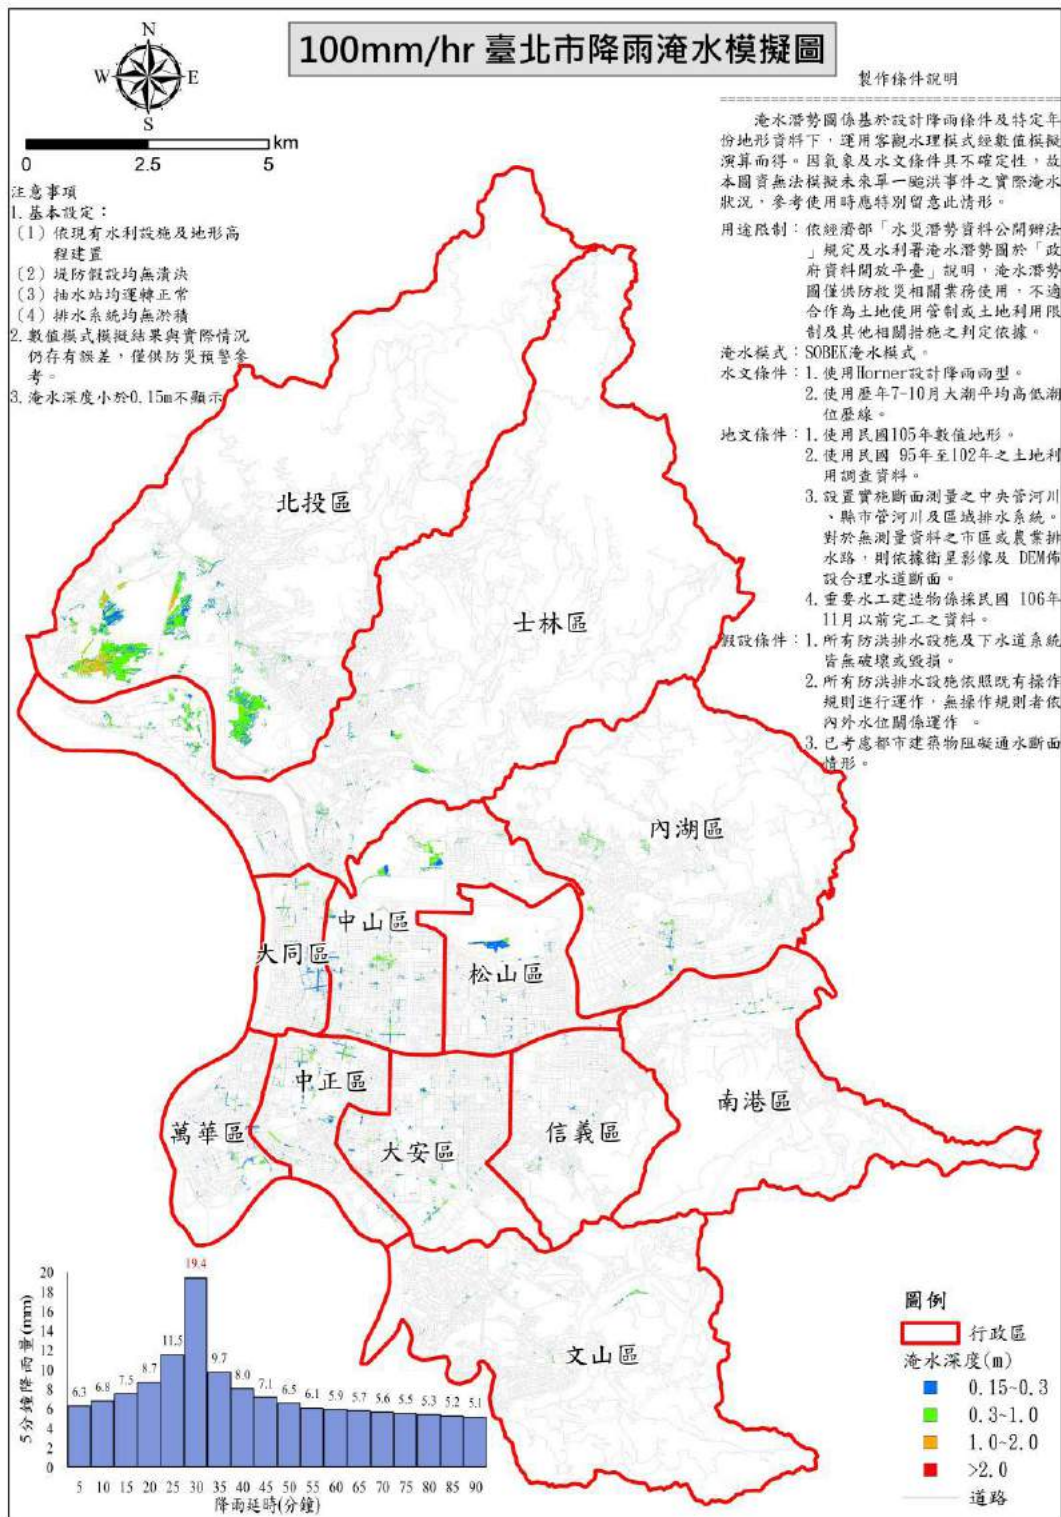 100mm/hr 臺北市降雨淹水模擬圖
N
W
E
S
0
2.5
5
km
注意事項
1.基本設定：
(1) 依現有水利設施及地形高
程建置
(2) 堤防假設均無潰決
(3) 抽水站均運轉正常
(4) 排水系統均無淤積
2.數值模式模擬結果與實際情況
仍存有誤差，僅供防災預警參
考。
3.淹水深度小於0.15m不顯示
製作條件說明
淹水潛勢圖係基於設計降雨條件及特定年
份地形資料下，運用客觀水理模式經數值模擬
演算而得。因氣象及水文條件具不確定性，故
本圖資無法模擬未來單一颱洪事件之實際淹水
狀況，參考使用時應特別留意此情形。
用途限制：依經濟部「水災潛勢資料公開辦法
」規定及水利署淹水潛勢圖於「政
府資料開放平臺」說明，淹水潛勢
圖僅供防救災相關業務使用，不適
合作為土地使用管制或土地利用限
制及其他相關措施之判定依據。
淹水模式：SOBEK淹水模式。
水文條件：1.使用Horner設計降雨雨型。
2.使用歷年7-10月大潮平均高低潮
位歷線。
地文條件：1.使用民國105年數值地形。
2.使用民國 95年至102年之土地利
用調查資料。
3.設置實施斷面測量之中央管河川
、縣市管河川及區域排水系統。
對於無測量資料之市區或農業排
水路，則依據衛星影像及 DEM佈
設合理水道斷面。
4.重要水工建造物係採民國 106年
11月以前完工之資料。
假設條件：1.所有防洪排水設施及下水道系統
皆無破壞或毀損。
2.所有防洪排水設施依照既有操作
規則進行運作，無操作規則者依
內外水位關係運作 。
3.已考慮都市建築物阻礙通水斷面
情形。
北投區
士林區
內湖區
中山區
大同區
松山區
中正區
南港區
萬華區
大安區
信義區
文山區
5分鐘降雨量(mm)
20
18
16
14
12
10
8
6
4
2
0
6.3
6.8
7.5
8.7
11.5
19.4
9.7
8.0
7.1
6.5
6.1
5.9
5.7
5.6
5.5
5.3
5.2
5.1
5 10 15 20 25 30 35 40 45 50 55 60 65 70 75 80 85 90
降雨延時(分鐘)
圖例
行政區
淹水深度(m)
0.15~0.3
0.3~1.0
1.0~2.0
>2.0
道路